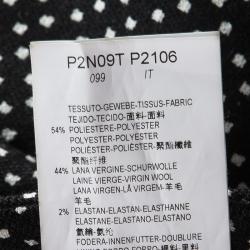 P2N09T P2106
099 IT
TESSUTO-GEWEBE-TISSUS-FABRIC
TEJIDO-TECIDO-面料-面料
54% POLIESTERE-POLYESTER
POLYESTER-POLYESTER
POLIÉSTER-POLIÉSTER-聚酯纖維
聚酯纤维
44% LANA VERGINE-SCHURWOLLE
LAINE VIERGE-VIRGIN WOOL
LANA VIRGEN-LÃ VIRGEM-羊毛
羊毛
2% ELASTAN-ELASTAN-ELASTHANNE
ELASTANE-ELASTANO-ELASTANO
氨綸-氨纶
FODERA-INNENFUTTER-DOUBLURE